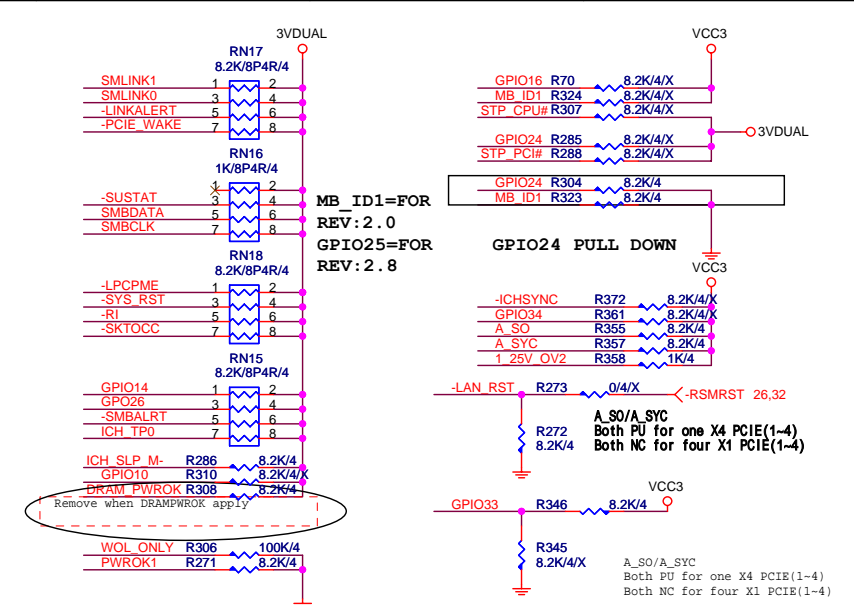 3VDUAL
RN17
8.2K/8P4R/4
SMLINK1 1 2
SMLINK0 3 4
-LINKALERT 5 6
-PCIE_WAKE 7 8
RN16
1K/8P4R/4
1 2
-SUSTAT 3 4
SMBDATA 5 6
SMBCLK 7 8
MB_ID1=FOR
REV:2.0
GPIO25=FOR
REV:2.8
RN18
8.2K/8P4R/4
-LPCPME 1 2
-SYS_RST 3 4
-RI 5 6
-SKTOCC 7 8
RN15
8.2K/8P4R/4
GPIO14 1 2
GPO26 3 4
-SMBALRT 5 6
ICH_TP0 7 8
ICH_SLP_M- R286 8.2K/4
GPIO10 R310 8.2K/4/X
DRAM_PWROK R308 8.2K/4
Remove when DRAMPWROK apply
WOL_ONLY R306 100K/4
PWROK1 R271 8.2K/4
VCC3
GPIO16 R70 8.2K/4/X
MB_ID1 R324 8.2K/4/X
STP_CPU# R307 8.2K/4/X
3VDUAL
GPIO24 R285 8.2K/4/X
STP_PCI# R288 8.2K/4/X
GPIO24 R304 8.2K/4
MB_ID1 R323 8.2K/4
GPIO24 PULL DOWN
VCC3
-ICHSYNC R372 8.2K/4/X
GPIO34 R361 8.2K/4/X
A_SO R355 8.2K/4
A_SYC R357 8.2K/4
1_25V_OV2 R358 1K/4
-LAN_RST R273 0/4/X -RSMRST 26,32
R272
8.2K/4
A_SO/A_SYC
Both PU for one X4 PCIE(1~4)
Both NC for four X1 PCIE(1~4)
VCC3
GPIO33 R346 8.2K/4
R345
8.2K/4/X
A_SO/A_SYC
Both PU for one X4 PCIE(1~4)
Both NC for four X1 PCIE(1~4)